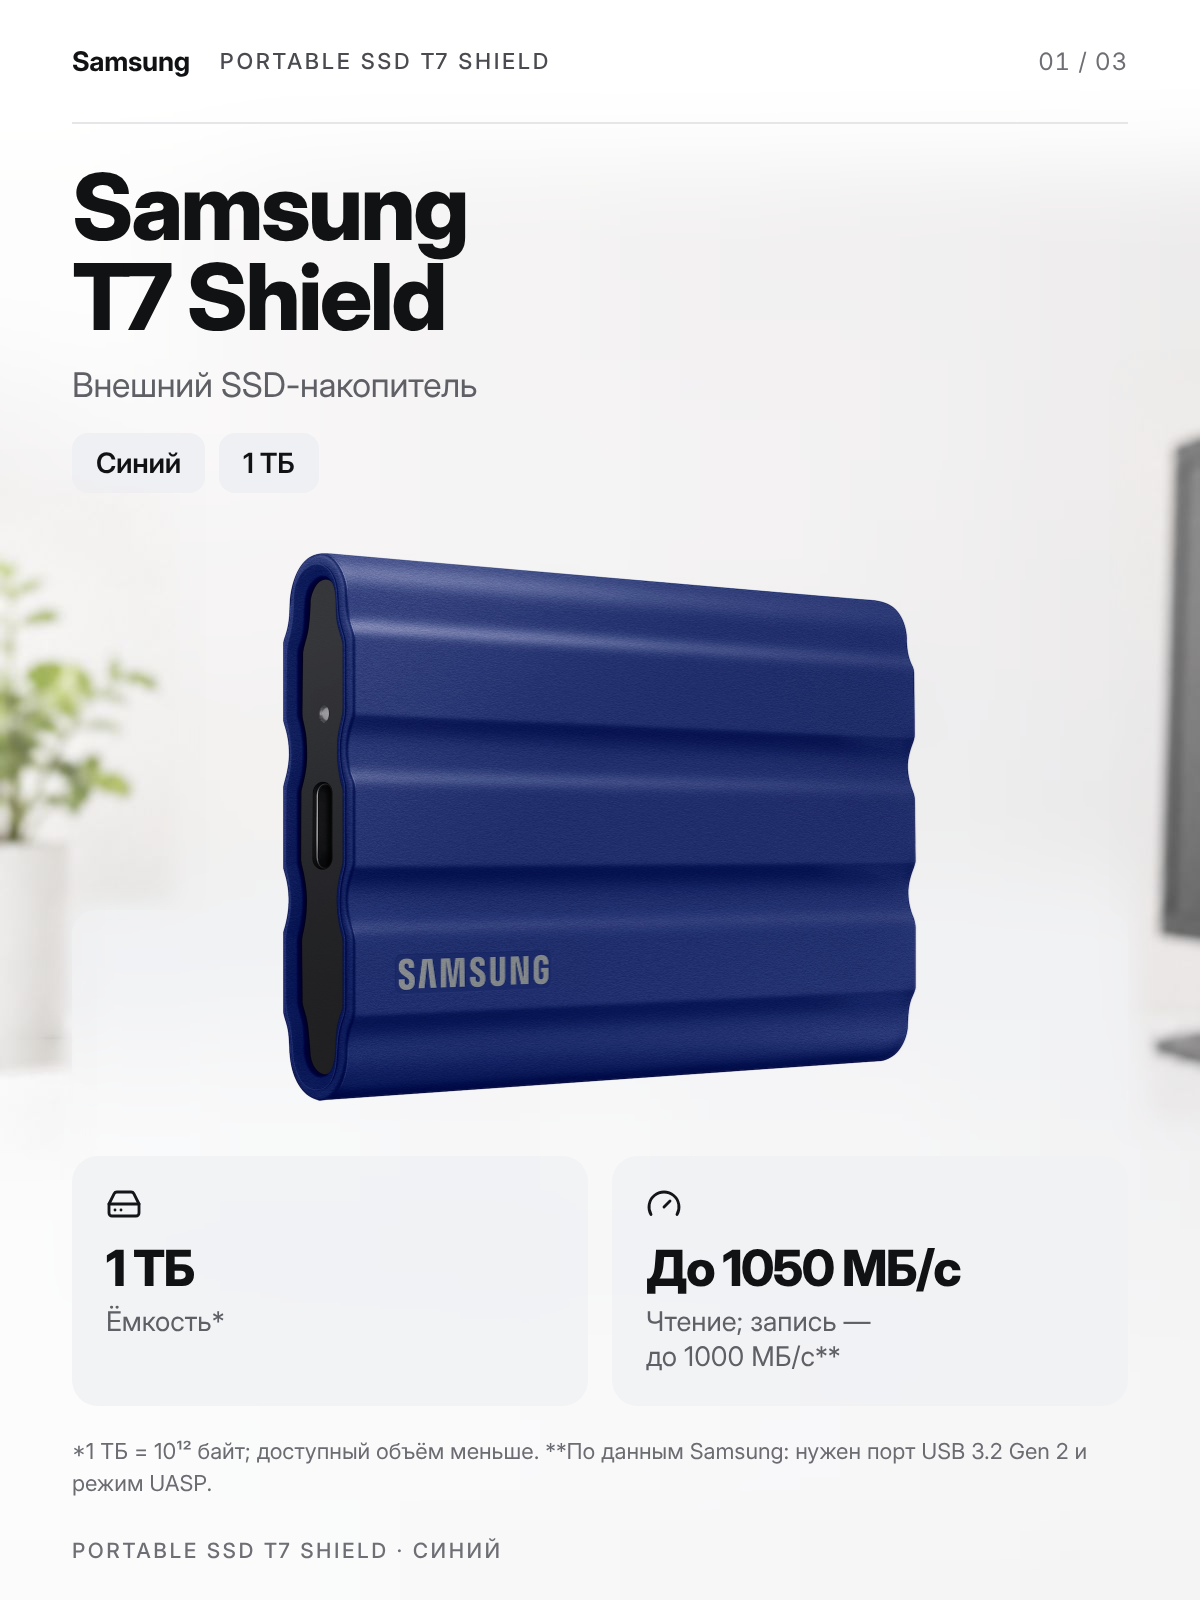 Samsung PORTABLE SSD T7 SHIELD 01 / 03
Samsung
T7 Shield
Внешний SSD-накопитель
Синий 1 ТБ
SAMSUNG
1 ТБ
Ёмкость*
До 1050 МБ/с
Чтение; запись —
до 1000 МБ/с**
*1 ТБ = 10¹² байт; доступный объём меньше. **По данным Samsung: нужен порт USB 3.2 Gen 2 и
режим UASP.
PORTABLE SSD T7 SHIELD · СИНИЙ